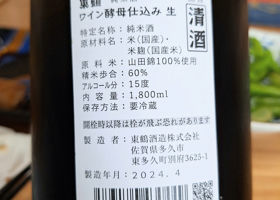 東鶴
清酒
ワイン酵母仕込み 生
特定名称：純米酒
原材料名：米(国産)・
米麹(国産米)
原料米：山田錦100%使用
精米歩合：60%
アルコール分：15度
内容量：1,800ml
保存方法：要冷蔵
開栓時以降は栓が飛ぶ恐れがあります
製造者：東鶴酒造株式会社
佐賀県多久市
東多久町別府3625-1
製造年月：2024.4